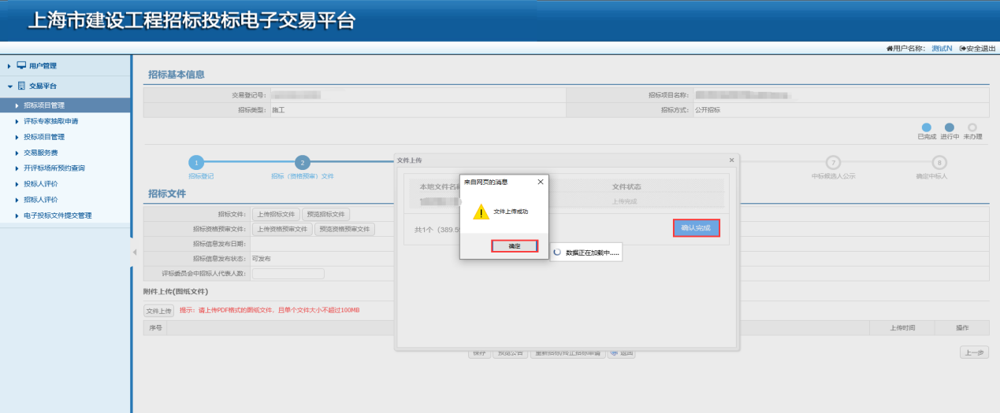 上海市建设工程招标投标电子交易平台
用户名称： 测试N 安全退出
用户管理
交易平台
招标项目管理
评标专家抽取申请
投标项目管理
交易服务费
开评标场所预约查询
投标人评价
招标人评价
电子投标文件提交管理
招标基本信息
交易登记号： 招标项目名称：
招标类型： 施工 招标方式： 公开招标
已完成 进行中 未办理
1 2 7 8
招标登记 招标（资格预审）文件 中标候选人公示 确定中标人
招标文件
招标文件： 上传招标文件 预览招标文件
招标资格预审文件： 上传资格预审文件 预览资格预审文件
招标信息发布日期：
招标信息发布状态： 可发布
评标委员会中招标人代表人数：
附件上传(图纸文件)
文件上传 提示：请上传PDF格式的图纸文件，且单个文件大小不超过100MB
序号 上传时间 操作
保存 预览公告 重新招标/终止招标申请 返回 上一步
文件上传
本地文件名称 文件状态
上传完成
共1个（389.5
确认完成
来自网页的消息
文件上传成功
确定
数据正在加载中.....